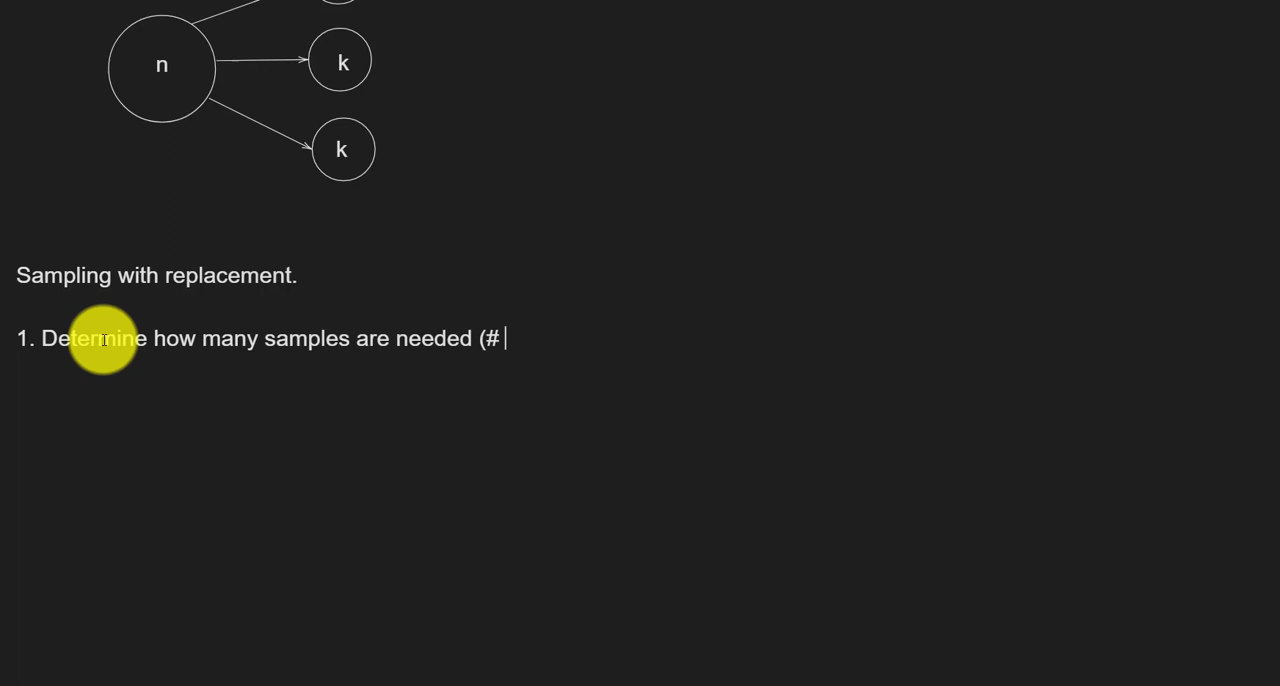 n
k
k
Sampling with replacement.
1. Determine how many samples are needed (#